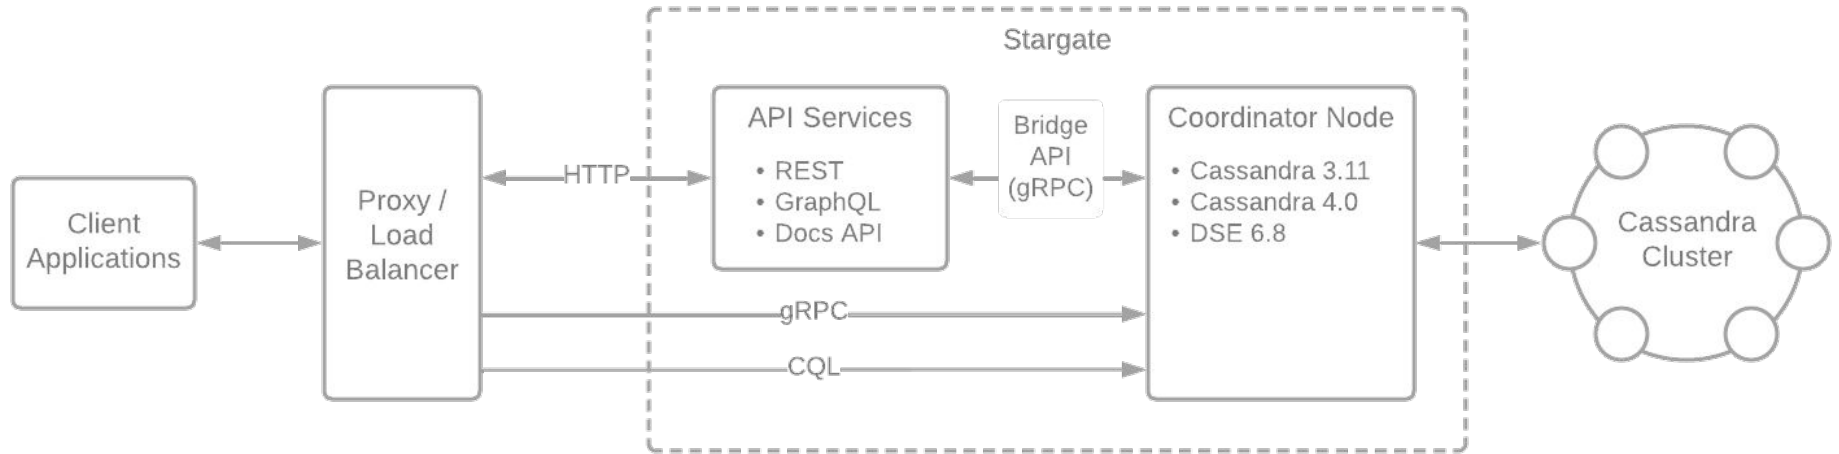 Stargate
Client
Applications
Proxy /
Load
Balancer
HTTP
API Services
• REST
• GraphQL
• Docs API
Bridge
API
(gRPC)
Coordinator Node
• Cassandra 3.11
• Cassandra 4.0
• DSE 6.8
gRPC
CQL
Cassandra
Cluster